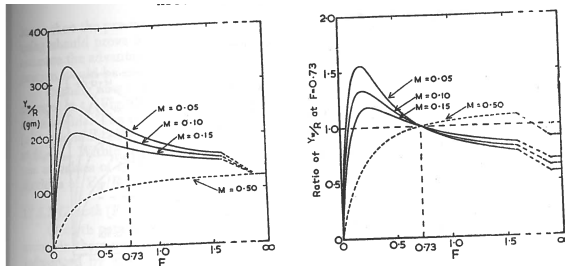 400
300
Y∞/R
(gm)
200
100
0
M = 0·05
M = 0·10
M = 0·15
M = 0·50
0 0·5 0·73 1·0 1·5 ∞
F
2·0
1·5
1·0
0·5
0
Ratio of Y∞/R at F=0·73
M = 0·05
M = 0·10
M = 0·15
M = 0·50
0·5 0·73 1·0 1·5
F